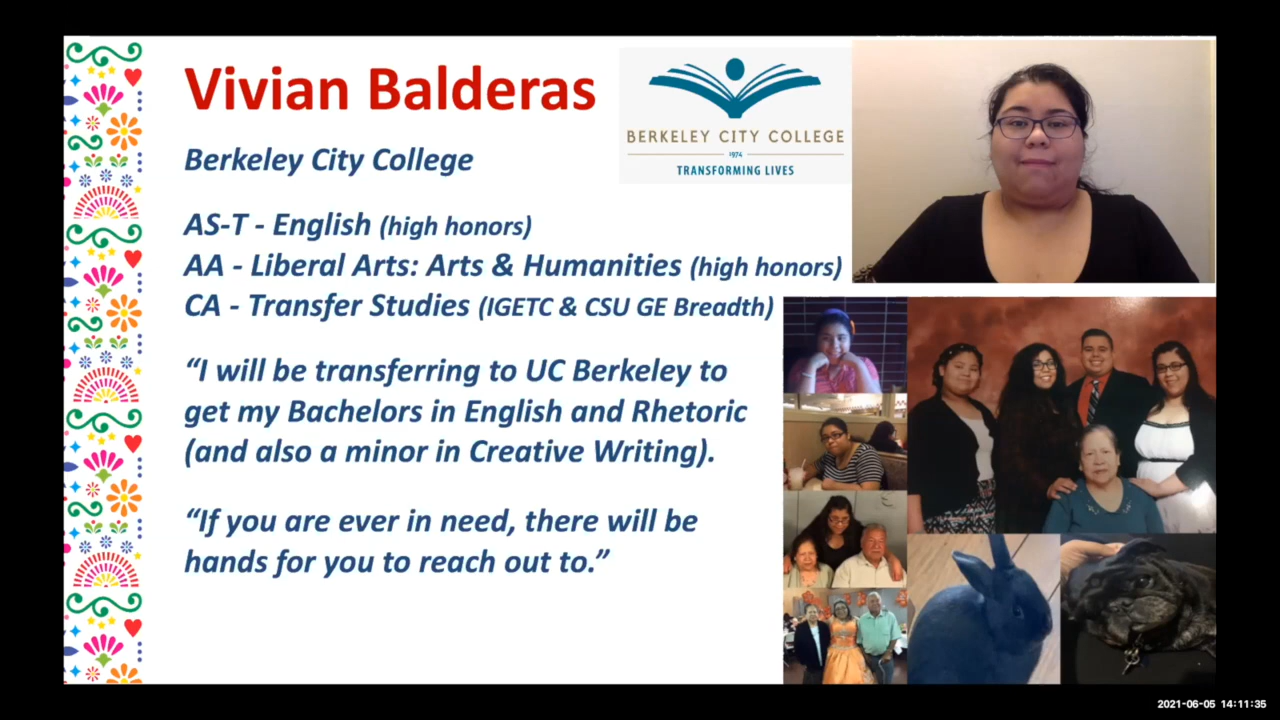 Vivian Balderas
BERKELEY CITY COLLEGE
1974
TRANSFORMING LIVES
Berkeley City College
AS-T - English (high honors)
AA - Liberal Arts: Arts & Humanities (high honors)
CA - Transfer Studies (IGETC & CSU GE Breadth)
“I will be transferring to UC Berkeley to
get my Bachelors in English and Rhetoric
(and also a minor in Creative Writing).
“If you are ever in need, there will be
hands for you to reach out to.”
2021-06-05 14:11:35